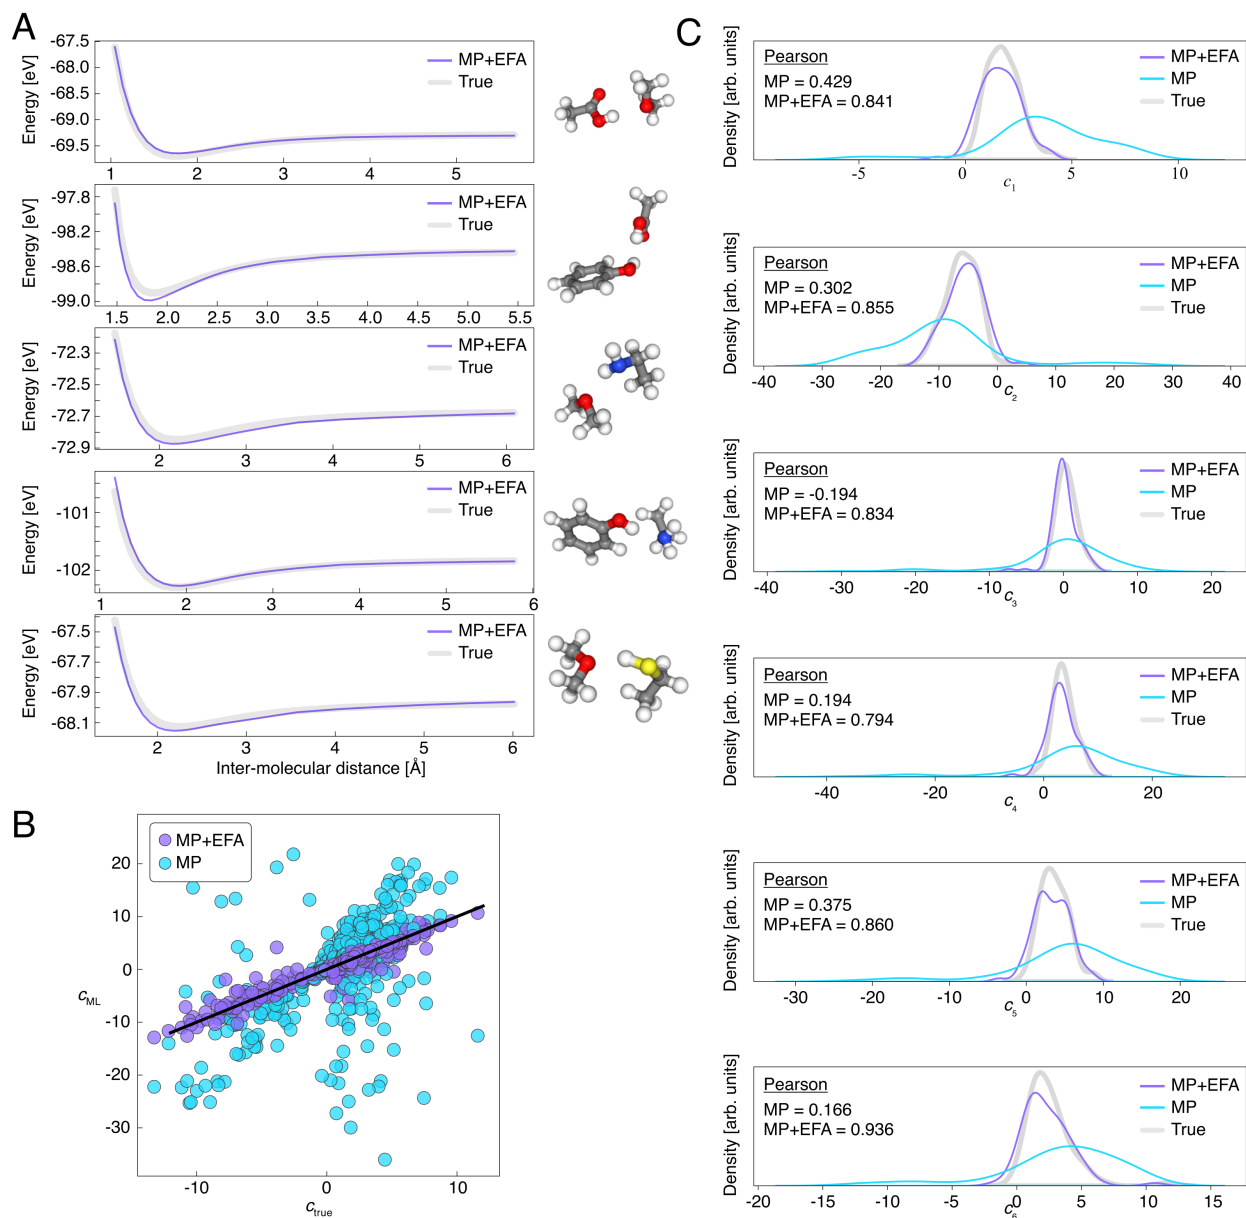 A
Energy [eV]
-67.5
-68.0
-68.5
-69.0
-69.5
MP+EFA
True
1 2 3 4 5
Energy [eV]
-97.8
-98.2
-98.6
-99.0
MP+EFA
True
1.5 2.0 2.5 3.0 3.5 4.0 4.5 5.0 5.5
Energy [eV]
-72.3
-72.5
-72.7
-72.9
MP+EFA
True
2 3 4 5 6
Energy [eV]
-101
-102
MP+EFA
True
1 2 3 4 5 6
Energy [eV]
-67.5
-67.7
-67.9
-68.1
MP+EFA
True
2 3 4 5 6
Inter-molecular distance [Å]
B
MP+EFA
MP
20
10
0
-10
-20
-30
c_ML
-10 0 10
c_true
C
Density [arb. units]
Pearson
MP = 0.429
MP+EFA = 0.841
MP+EFA
MP
True
-5 0 5 10
c_1
Density [arb. units]
Pearson
MP = 0.302
MP+EFA = 0.855
MP+EFA
MP
True
-40 -30 -20 -10 0 10 20 30 40
c_2
Density [arb. units]
Pearson
MP = -0.194
MP+EFA = 0.834
MP+EFA
MP
True
-40 -30 -20 -10 0 10 20
c_3
Density [arb. units]
Pearson
MP = 0.194
MP+EFA = 0.794
MP+EFA
MP
True
-40 -20 0 20
c_4
Density [arb. units]
Pearson
MP = 0.375
MP+EFA = 0.860
MP+EFA
MP
True
-30 -20 -10 0 10 20
c_5
Density [arb. units]
Pearson
MP = 0.166
MP+EFA = 0.936
MP+EFA
MP
True
-20 -15 -10 -5 0 5 10 15
c_6